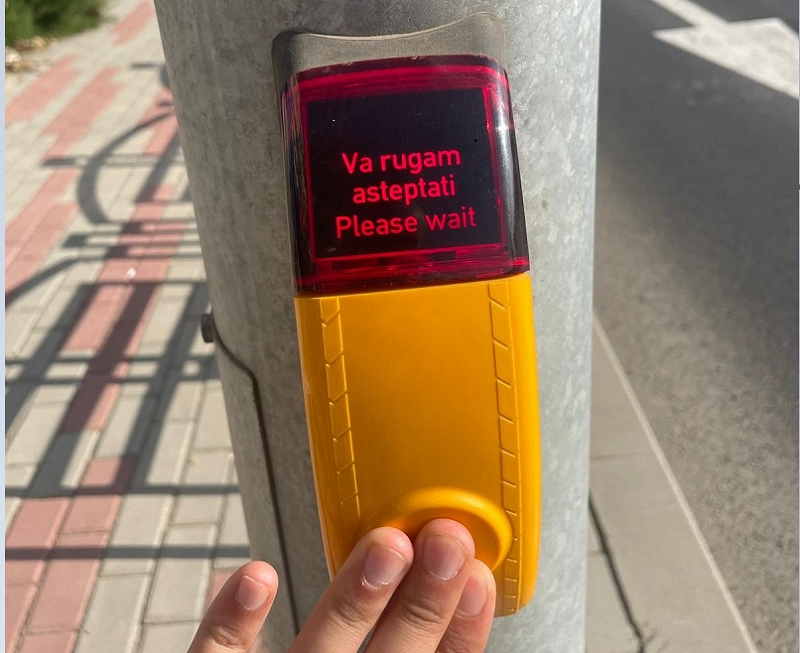 Va rugam
asteptati
Please wait